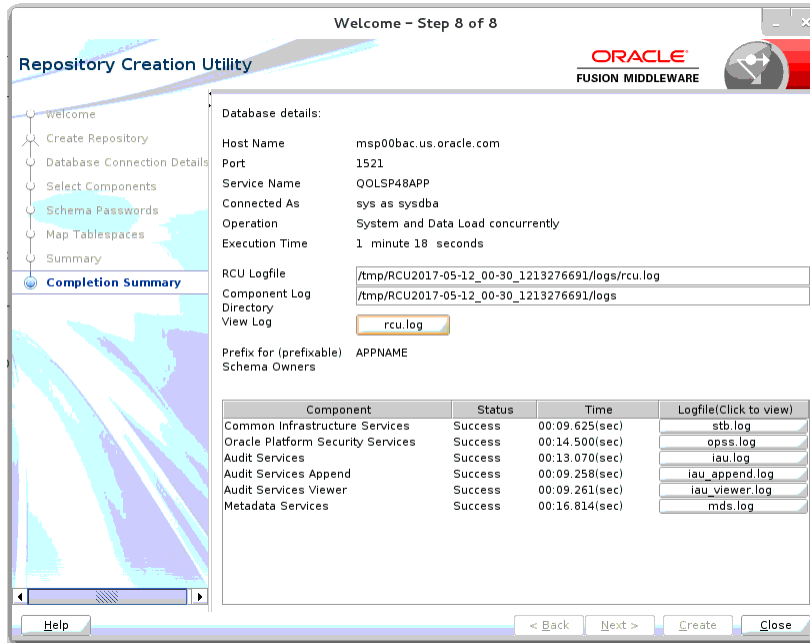 Welcome – Step 8 of 8
Repository Creation Utility
ORACLE®
FUSION MIDDLEWARE
Welcome
Create Repository
Database Connection Details
Select Components
Schema Passwords
Map Tablespaces
Summary
Completion Summary
Database details:
Host Name msp00bac.us.oracle.com
Port 1521
Service Name QOLSP48APP
Connected As sys as sysdba
Operation System and Data Load concurrently
Execution Time 1 minute 18 seconds
RCU Logfile /tmp/RCU2017-05-12_00-30_1213276691/logs/rcu.log
Component Log /tmp/RCU2017-05-12_00-30_1213276691/logs
Directory
View Log rcu.log
Prefix for (prefixable) APPNAME
Schema Owners
Component Status Time Logfile(Click to view)
Common Infrastructure Services Success 00:09.625(sec) stb.log
Oracle Platform Security Services Success 00:14.500(sec) opss.log
Audit Services Success 00:13.070(sec) iau.log
Audit Services Append Success 00:09.258(sec) iau_append.log
Audit Services Viewer Success 00:09.261(sec) iau_viewer.log
Metadata Services Success 00:16.814(sec) mds.log
Help < Back Next > Create Close